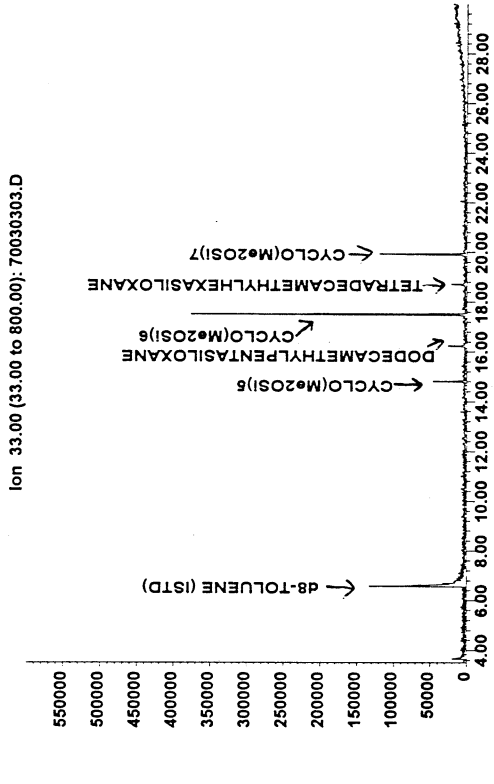 Ion 33.00 (33.00 to 800.00): 70030303.D
550000
500000
450000
400000
350000
300000
250000
200000
150000
100000
50000
0
d8-TOLUENE (ISTD)
CYCLO(Me2OSi)5
DODECAMETHYLPENTASILOXANE
CYCLO(Me2OSi)6
TETRADECAMETHYLHEXASILOXANE
CYCLO(Me2OSi)7
4.00 6.00 8.00 10.00 12.00 14.00 16.00 18.00 20.00 22.00 24.00 26.00 28.00